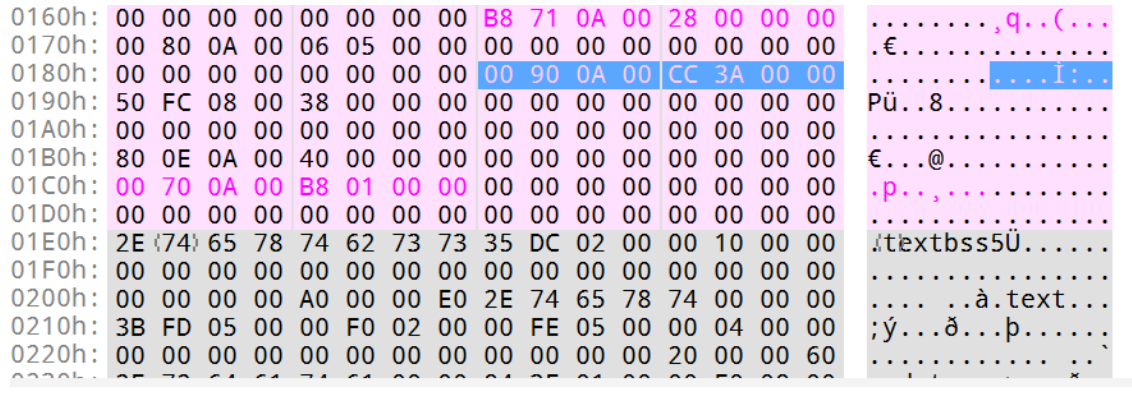 0160h: 00 00 00 00 00 00 00 00 B8 71 0A 00 28 00 00 00 ........¸q..(...
0170h: 00 80 0A 00 06 05 00 00 00 00 00 00 00 00 00 00 .€..............
0180h: 00 00 00 00 00 00 00 00 00 90 0A 00 CC 3A 00 00 ............Ì:..
0190h: 50 FC 08 00 38 00 00 00 00 00 00 00 00 00 00 00 Pü..8...........
01A0h: 00 00 00 00 00 00 00 00 00 00 00 00 00 00 00 00 ................
01B0h: 80 0E 0A 00 40 00 00 00 00 00 00 00 00 00 00 00 €...@...........
01C0h: 00 70 0A 00 B8 01 00 00 00 00 00 00 00 00 00 00 .p..¸...........
01D0h: 00 00 00 00 00 00 00 00 00 00 00 00 00 00 00 00 ................
01E0h: 2E 74 65 78 74 62 73 73 35 DC 02 00 00 10 00 00 .textbss5Ü......
01F0h: 00 00 00 00 00 00 00 00 00 00 00 00 00 00 00 00 ................
0200h: 00 00 00 00 A0 00 00 E0 2E 74 65 78 74 00 00 00 .... ..à.text...
0210h: 3B FD 05 00 00 F0 02 00 00 FE 05 00 00 04 00 00 ;ý...ð...þ......
0220h: 00 00 00 00 00 00 00 00 00 00 00 00 20 00 00 60 ............ ..`